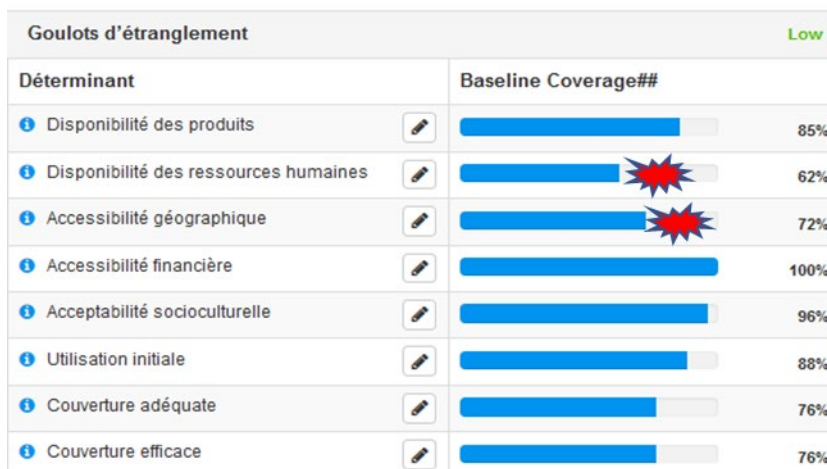 Goulots d’étranglement Low
Déterminant Baseline Coverage##
Disponibilité des produits 85%
Disponibilité des ressources humaines 62%
Accessibilité géographique 72%
Accessibilité financière 100%
Acceptabilité socioculturelle 96%
Utilisation initiale 88%
Couverture adéquate 76%
Couverture efficace 76%